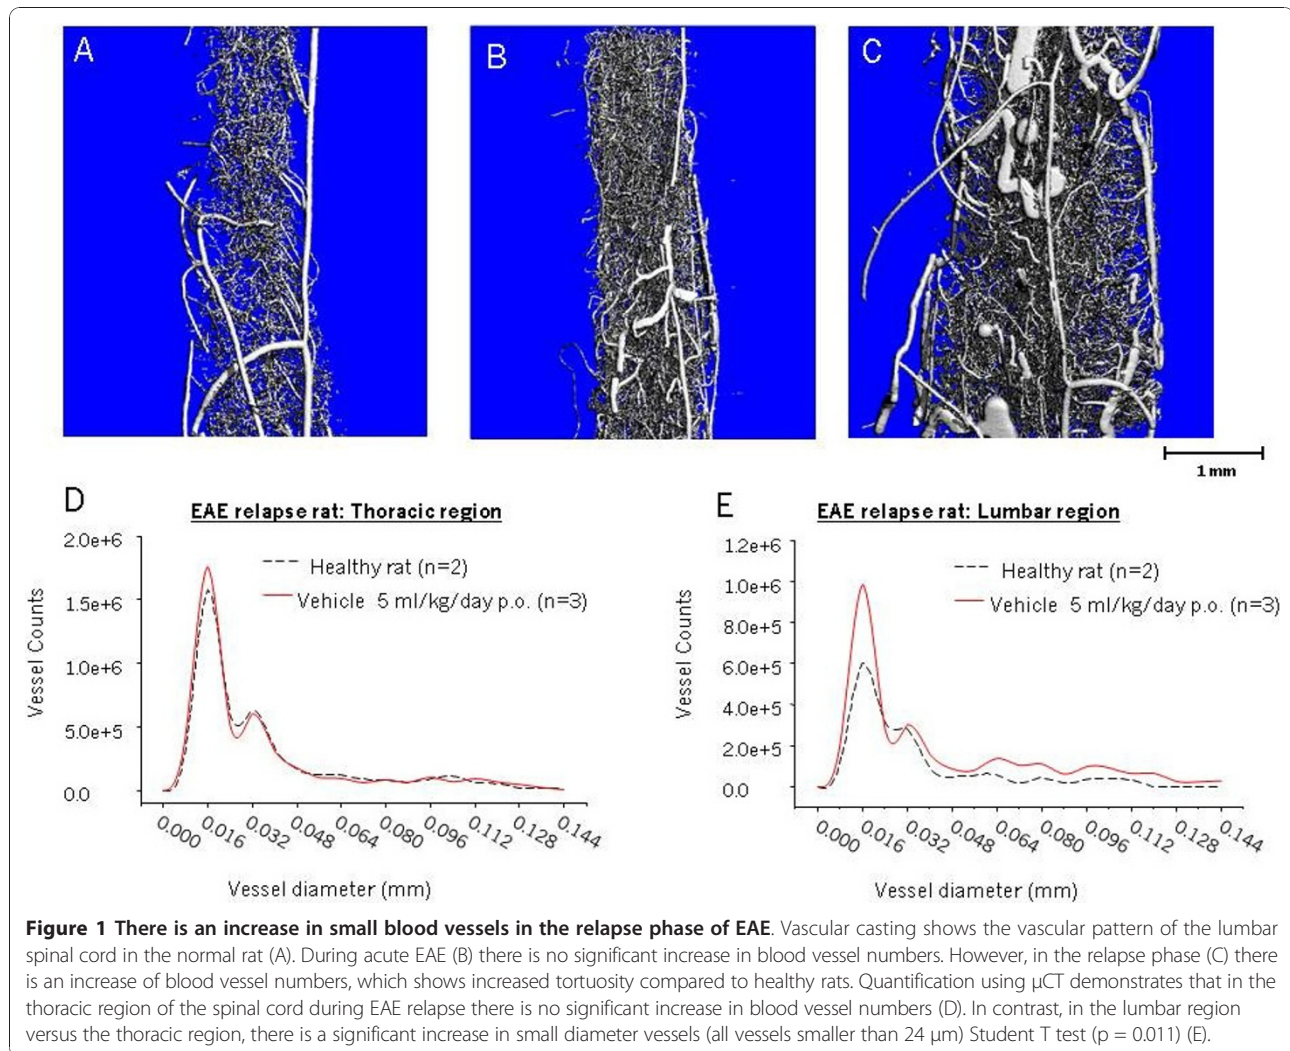 A
B
C
1 mm
D
EAE relapse rat: Thoracic region
2.0e+6
1.5e+6
1.0e+6
5.0e+5
0.0
Vessel Counts
Healthy rat (n=2)
Vehicle 5 ml/kg/day p.o. (n=3)
0.000 0.016 0.032 0.048 0.064 0.080 0.096 0.112 0.128 0.144
Vessel diameter (mm)
E
EAE relapse rat: Lumbar region
1.2e+6
1.0e+6
8.0e+5
6.0e+5
4.0e+5
2.0e+5
0.0
Vessel Counts
Healthy rat (n=2)
Vehicle 5 ml/kg/day p.o. (n=3)
0.000 0.016 0.032 0.048 0.064 0.080 0.096 0.112 0.128 0.144
Vessel diameter (mm)
Figure 1 There is an increase in small blood vessels in the relapse phase of EAE. Vascular casting shows the vascular pattern of the lumbar
spinal cord in the normal rat (A). During acute EAE (B) there is no significant increase in blood vessel numbers. However, in the relapse phase (C) there
is an increase of blood vessel numbers, which shows increased tortuosity compared to healthy rats. Quantification using μCT demonstrates that in the
thoracic region of the spinal cord during EAE relapse there is no significant increase in blood vessel numbers (D). In contrast, in the lumbar region
versus the thoracic region, there is a significant increase in small diameter vessels (all vessels smaller than 24 μm) Student T test (p = 0.011) (E).